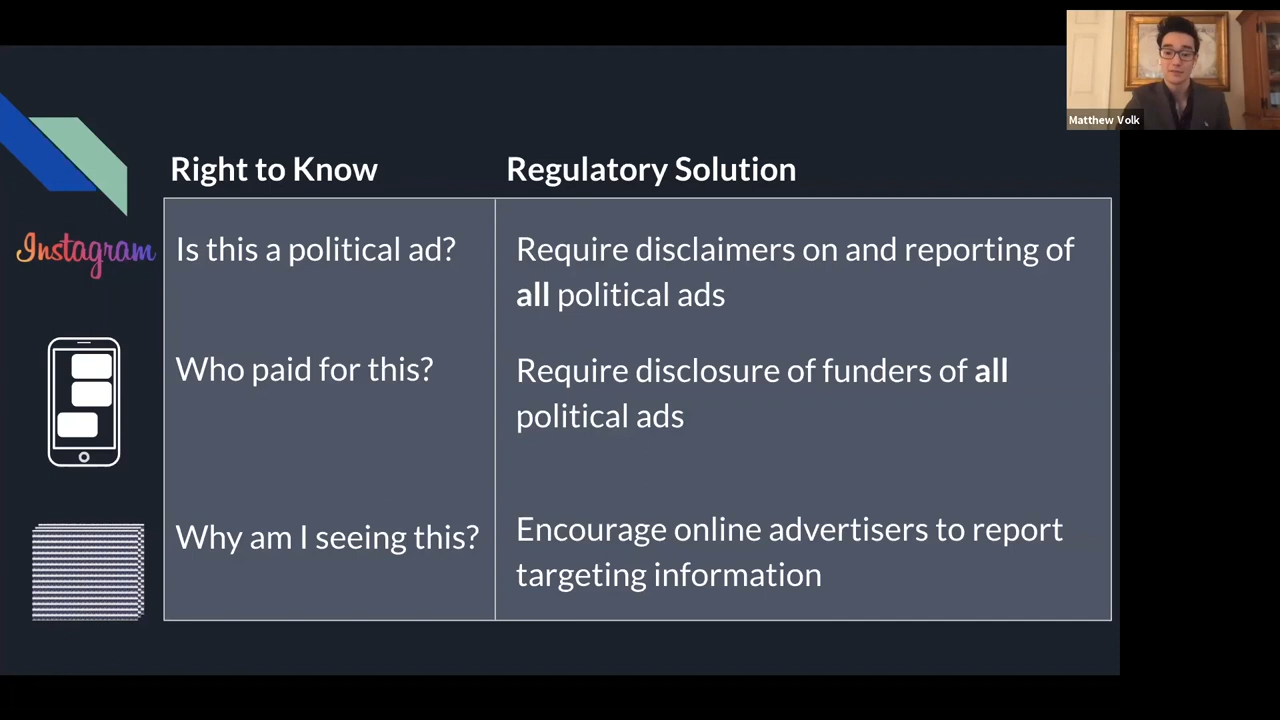 Matthew Volk
Right to Know
Regulatory Solution
Instagram
Is this a political ad?
Require disclaimers on and reporting of
all political ads
Who paid for this?
Require disclosure of funders of all
political ads
Why am I seeing this?
Encourage online advertisers to report
targeting information